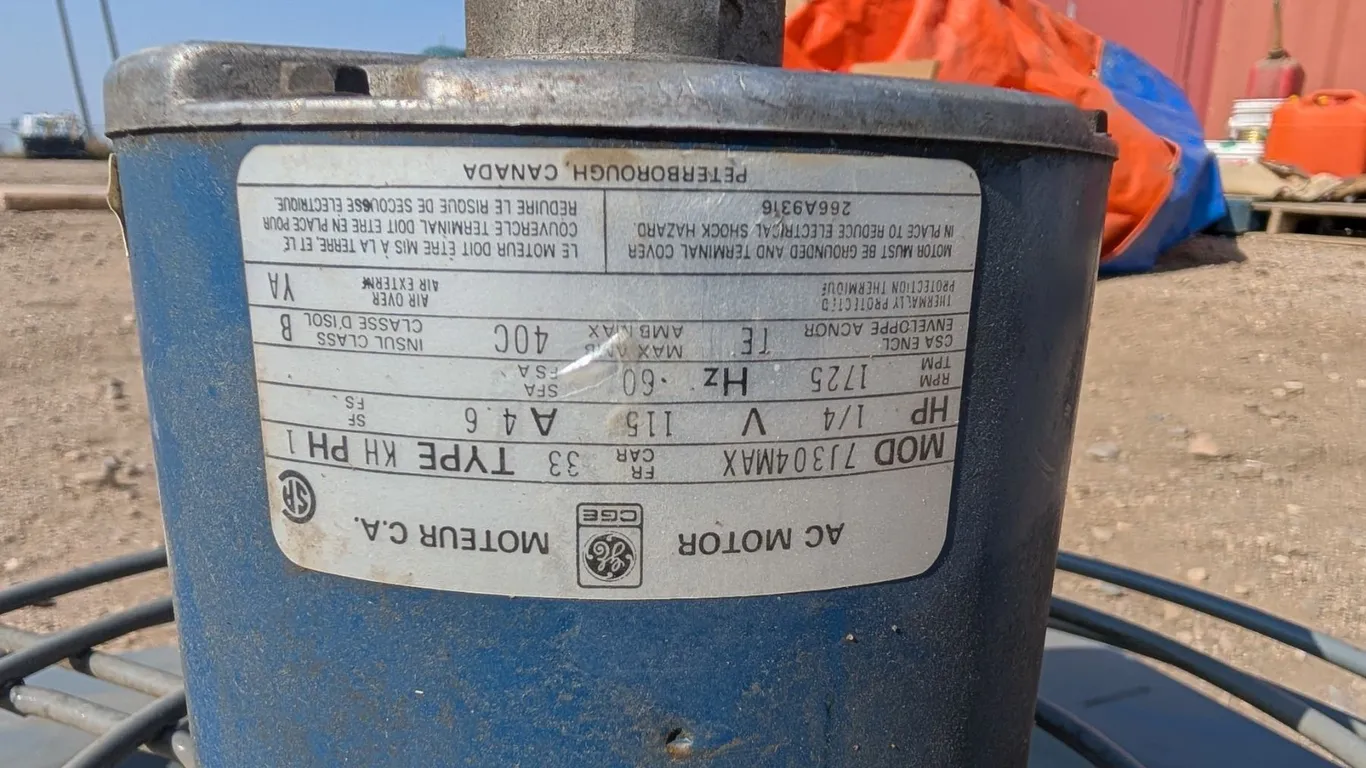 AC MOTOR
CGE
MOTEUR C.A.
MOD 7J304MAX FR CAR 33 TYPE KH PH 1
HP 1/4 V 115 A 4.6 SF FS
RPM TPM 1725 Hz 60 SFA FSA
CSA ENCL ENVELOPPE ACNOR TE MAX AMB AMB MAX 40C INSUL CLASS CLASSE D'ISOL B
THERMALLY PROTECTED PROTECTION THERMIQUE AIR OVER AIR EXTERN YA
MOTOR MUST BE GROUNDED AND TERMINAL COVER
IN PLACE TO REDUCE ELECTRICAL SHOCK HAZARD.
266A9316
LE MOTEUR DOIT ÊTRE MIS À LA TERRE, ET LE
COUVERCLE TERMINAL DOIT ETRE EN PLACE POUR
REDUIRE LE RISQUE DE SECOUSSE ELECTRIQUE.
PETERBOROUGH, CANADA